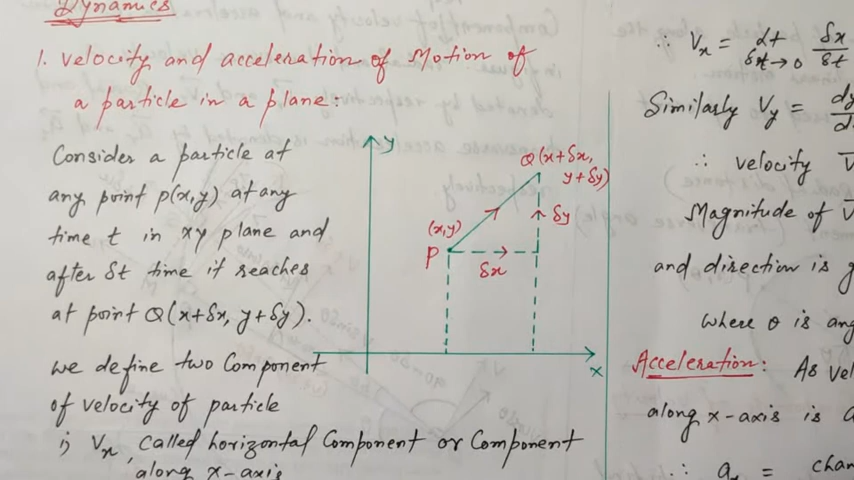 Dynamics
1. Velocity and acceleration of Motion of
a particle in a plane:
Consider a particle at
any point p(x,y) at any
time t in xy plane and
after δt time it reaches
at point Q(x+δx, y+δy).
we define two Component
of velocity of particle
i) Vx, called horizontal Component or Component
along x-axis
y
Q(x+δx,
y+δy)
(x,y)
P
δy
δx
x
∴ Vx = Lt δx
δt→0 δt
Similarly Vy = dy
∴ velocity
Magnitude of V
and direction is
where θ is
Acceleration: As
along x-axis is
∴ ax =